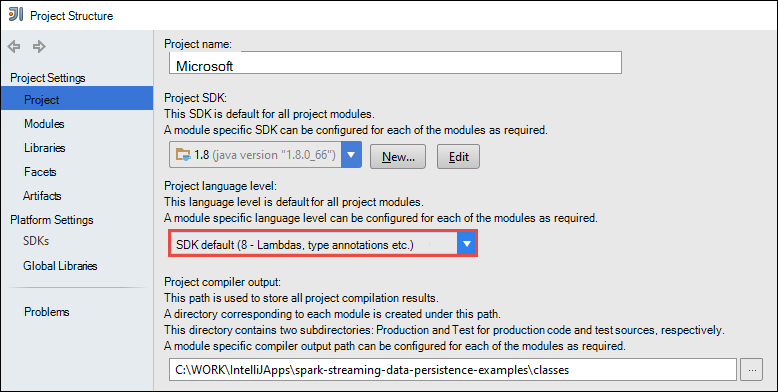 Project Structure
Project Settings
Project
Modules
Libraries
Facets
Artifacts
Platform Settings
SDKs
Global Libraries
Problems
Project name:
Microsoft
Project SDK:
This SDK is default for all project modules.
A module specific SDK can be configured for each of the modules as required.
1.8 (java version "1.8.0_66") New... Edit
Project language level:
This language level is default for all project modules.
A module specific language level can be configured for each of the modules as required.
SDK default (8 - Lambdas, type annotations etc.)
Project compiler output:
This path is used to store all project compilation results.
A directory corresponding to each module is created under this path.
This directory contains two subdirectories: Production and Test for production code and test sources, respectively.
A module specific compiler output path can be configured for each of the modules as required.
C:\WORK\IntelliJApps\spark-streaming-data-persistence-examples\classes ...